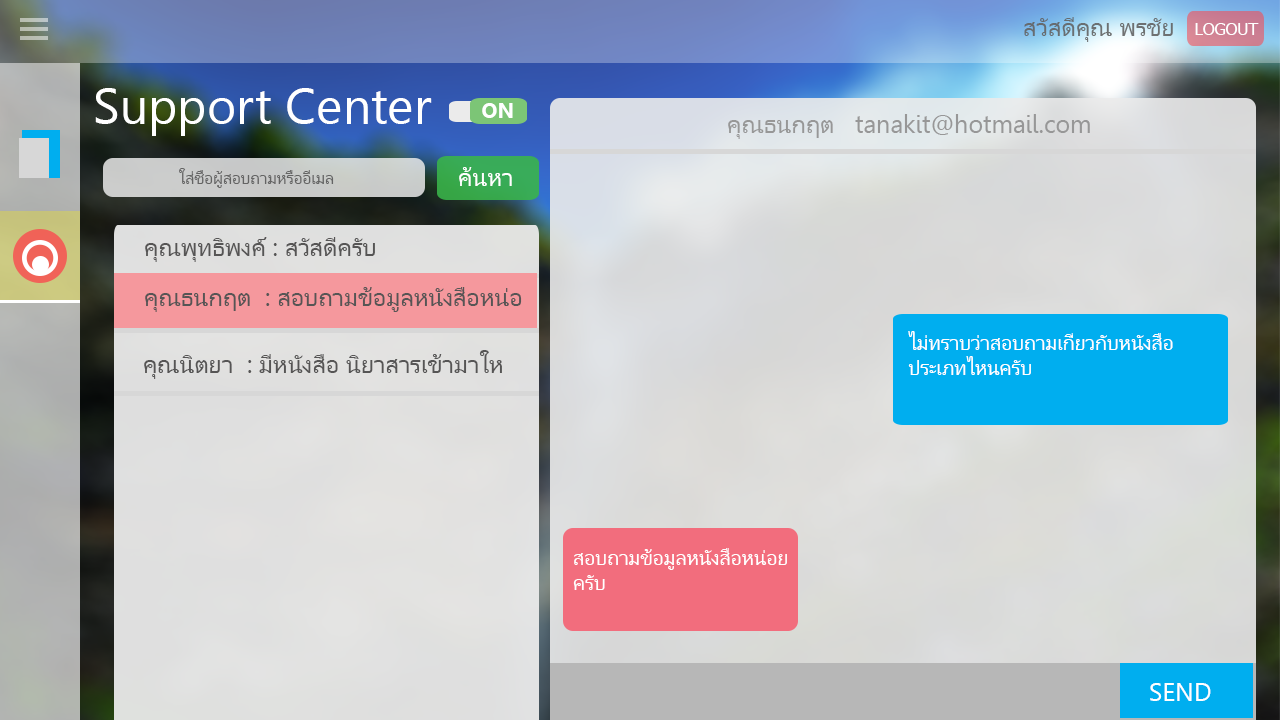 สวัสดีคุณ พรชัย
LOGOUT
Support Center
ON
ใส่ชื่อผู้สอบถามหรืออีเมล
ค้นหา
คุณพุทธิพงค์ : สวัสดีครับ
คุณธนกฤต : สอบถามข้อมูลหนังสือหน่อ
คุณนิตยา : มีหนังสือ นิยาสารเข้ามาให
คุณธนกฤต tanakit@hotmail.com
ไม่ทราบว่าสอบถามเกี่ยวกับหนังสือ
ประเภทไหนครับ
สอบถามข้อมูลหนังสือหน่อย
ครับ
SEND